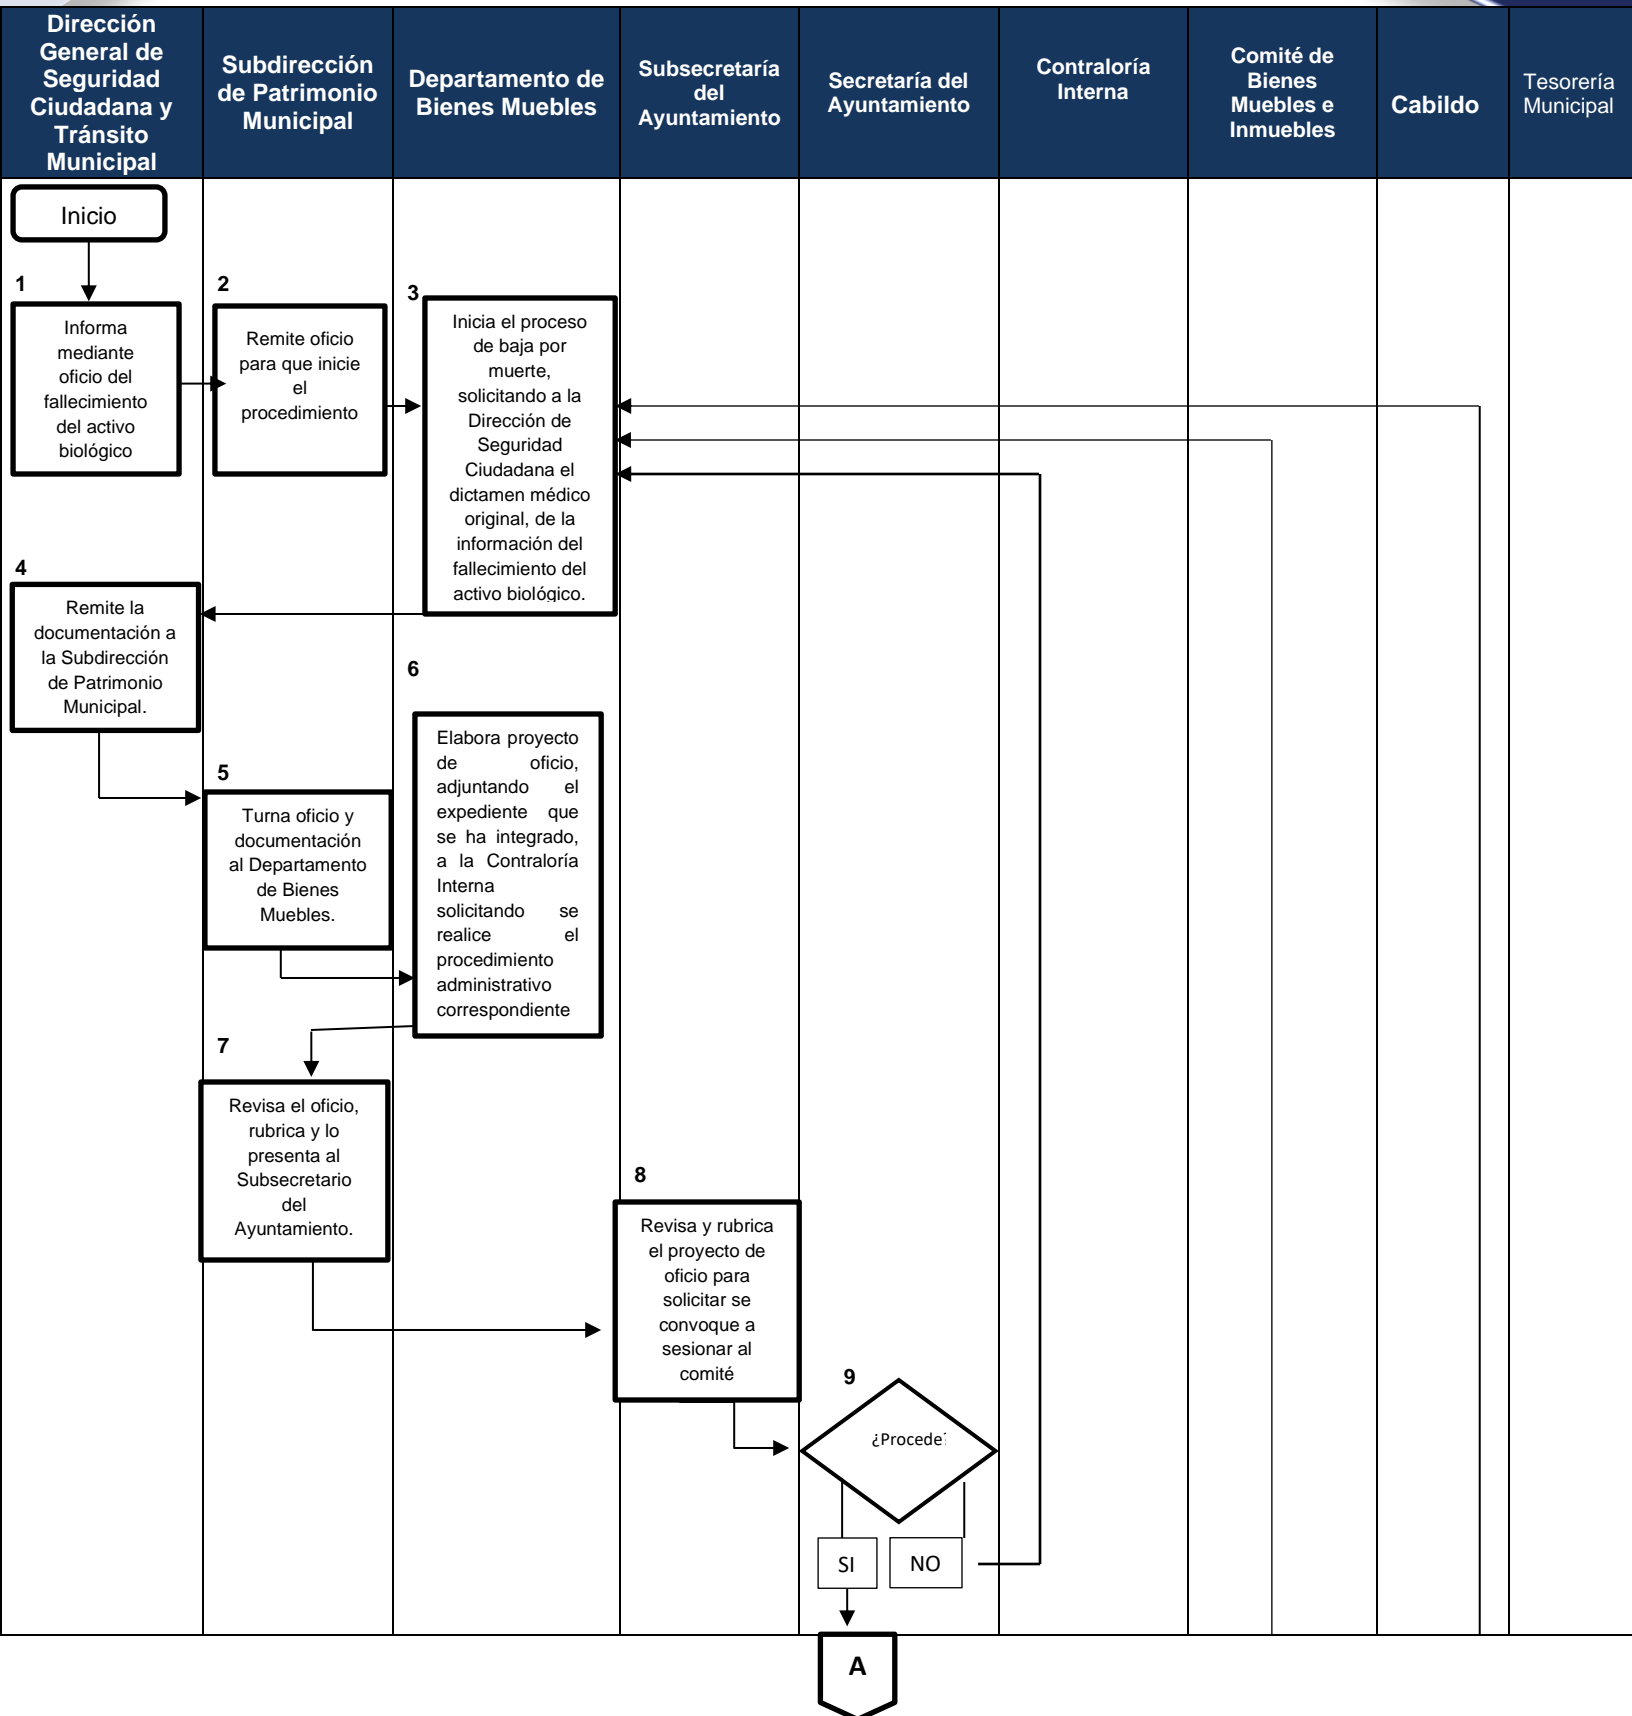 Dirección
General de
Seguridad
Ciudadana y
Tránsito
Municipal
Subdirección
de Patrimonio
Municipal
Departamento de
Bienes Muebles
Subsecretaría
del
Ayuntamiento
Secretaría del
Ayuntamiento
Contraloría
Interna
Comité de
Bienes
Muebles e
Inmuebles
Cabildo
Tesorería
Municipal
Inicio
1
Informa
mediante
oficio del
fallecimiento
del activo
biológico
2
Remite oficio
para que inicie
el
procedimiento
3
Inicia el proceso
de baja por
muerte,
solicitando a la
Dirección de
Seguridad
Ciudadana el
dictamen médico
original, de la
información del
fallecimiento del
activo biológico.
4
Remite la
documentación a
la Subdirección
de Patrimonio
Municipal.
5
Turna oficio y
documentación
al Departamento
de Bienes
Muebles.
6
Elabora proyecto
de oficio,
adjuntando el
expediente que
se ha integrado,
a la Contraloría
Interna
solicitando se
realice el
procedimiento
administrativo
correspondiente
7
Revisa el oficio,
rubrica y lo
presenta al
Subsecretario
del
Ayuntamiento.
8
Revisa y rubrica
el proyecto de
oficio para
solicitar se
convoque a
sesionar al
comité
9
¿Procede?
SI
NO
A